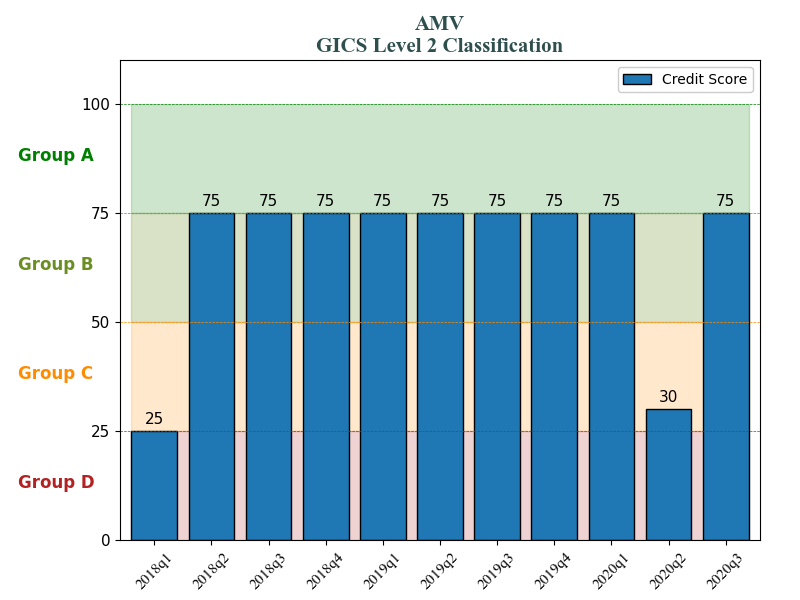 AMV
GICS Level 2 Classification
Credit Score
100
Group A
75 75 75 75 75 75 75 75 75
75
Group B
50
Group C
30
25
25
Group D
0
2018q1 2018q2 2018q3 2018q4 2019q1 2019q2 2019q3 2019q4 2020q1 2020q2 2020q3